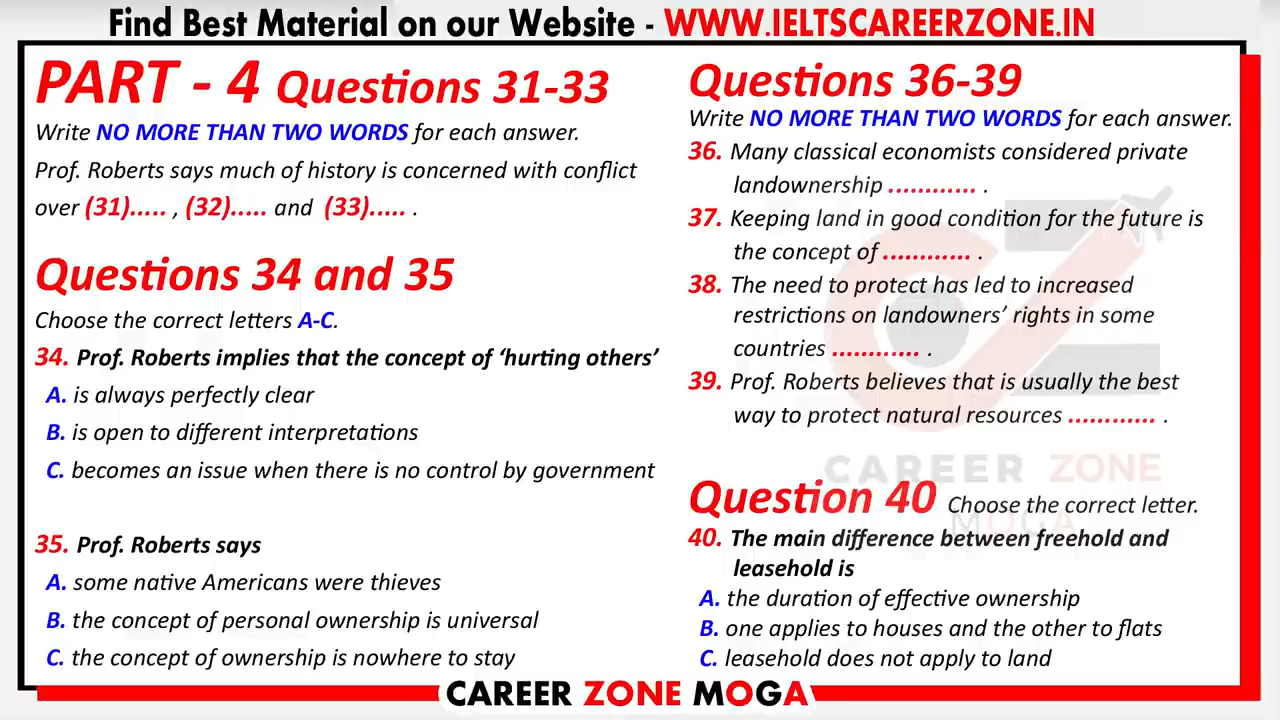 Find Best Material on our Website - WWW.IELTSCAREERZONE.IN
PART - 4 Questions 31-33
Write NO MORE THAN TWO WORDS for each answer.
Prof. Roberts says much of history is concerned with conflict
over (31)..... , (32)..... and (33)..... .
Questions 34 and 35
Choose the correct letters A-C.
34. Prof. Roberts implies that the concept of ‘hurting others’
A. is always perfectly clear
B. is open to different interpretations
C. becomes an issue when there is no control by government
35. Prof. Roberts says
A. some native Americans were thieves
B. the concept of personal ownership is universal
C. the concept of ownership is nowhere to stay
Questions 36-39
Write NO MORE THAN TWO WORDS for each answer.
36. Many classical economists considered private
landownership ............ .
37. Keeping land in good condition for the future is
the concept of ............ .
38. The need to protect has led to increased
restrictions on landowners’ rights in some
countries ............ .
39. Prof. Roberts believes that is usually the best
way to protect natural resources ............ .
CAREER ZONE
MOGA
Question 40 Choose the correct letter.
40. The main difference between freehold and
leasehold is
A. the duration of effective ownership
B. one applies to houses and the other to flats
C. leasehold does not apply to land
CAREER ZONE MOGA